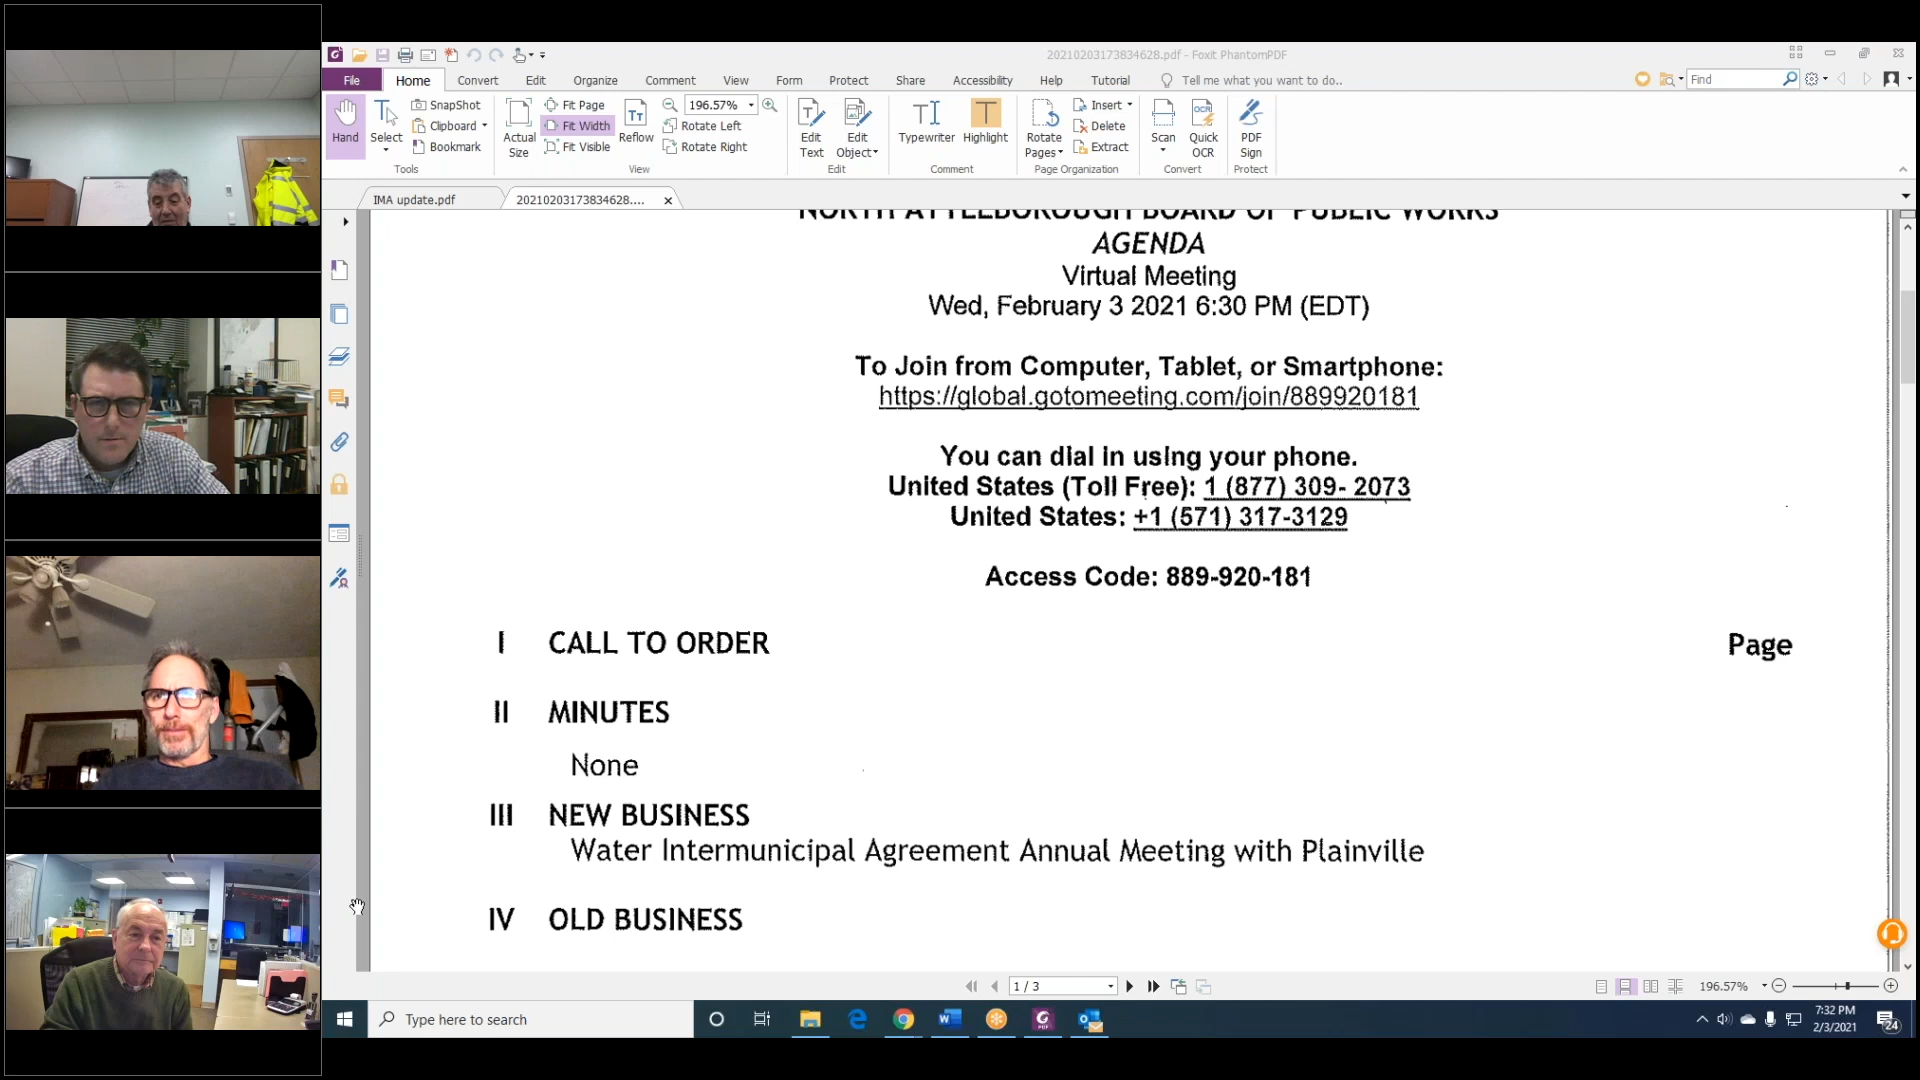 20210203173834628.pdf - Foxit PhantomPDF
File Home Convert Edit Organize Comment View Form Protect Share Accessibility Help Tutorial Tell me what you want to do.. Find
Hand
Select
SnapShot
Clipboard
Bookmark
Tools
Actual Size
Fit Page
Fit Width
Fit Visible
Reflow
196.57%
Rotate Left
Rotate Right
View
Edit Text
Edit Object
Edit
Typewriter
Highlight
Comment
Rotate Pages
Insert
Delete
Extract
Page Organization
Scan
Quick OCR
Convert
PDF Sign
Protect
IMA update.pdf
20210203173834628....
NORTH ATTLEBOROUGH BOARD OF PUBLIC WORKS
AGENDA
Virtual Meeting
Wed, February 3 2021 6:30 PM (EDT)
To Join from Computer, Tablet, or Smartphone:
https://global.gotomeeting.com/join/889920181
You can dial in using your phone.
United States (Toll Free): 1 (877) 309- 2073
United States: +1 (571) 317-3129
Access Code: 889-920-181
I CALL TO ORDER Page
II MINUTES
None
III NEW BUSINESS
Water Intermunicipal Agreement Annual Meeting with Plainville
IV OLD BUSINESS
1 / 3
196.57%
Type here to search
7:32 PM
2/3/2021
24